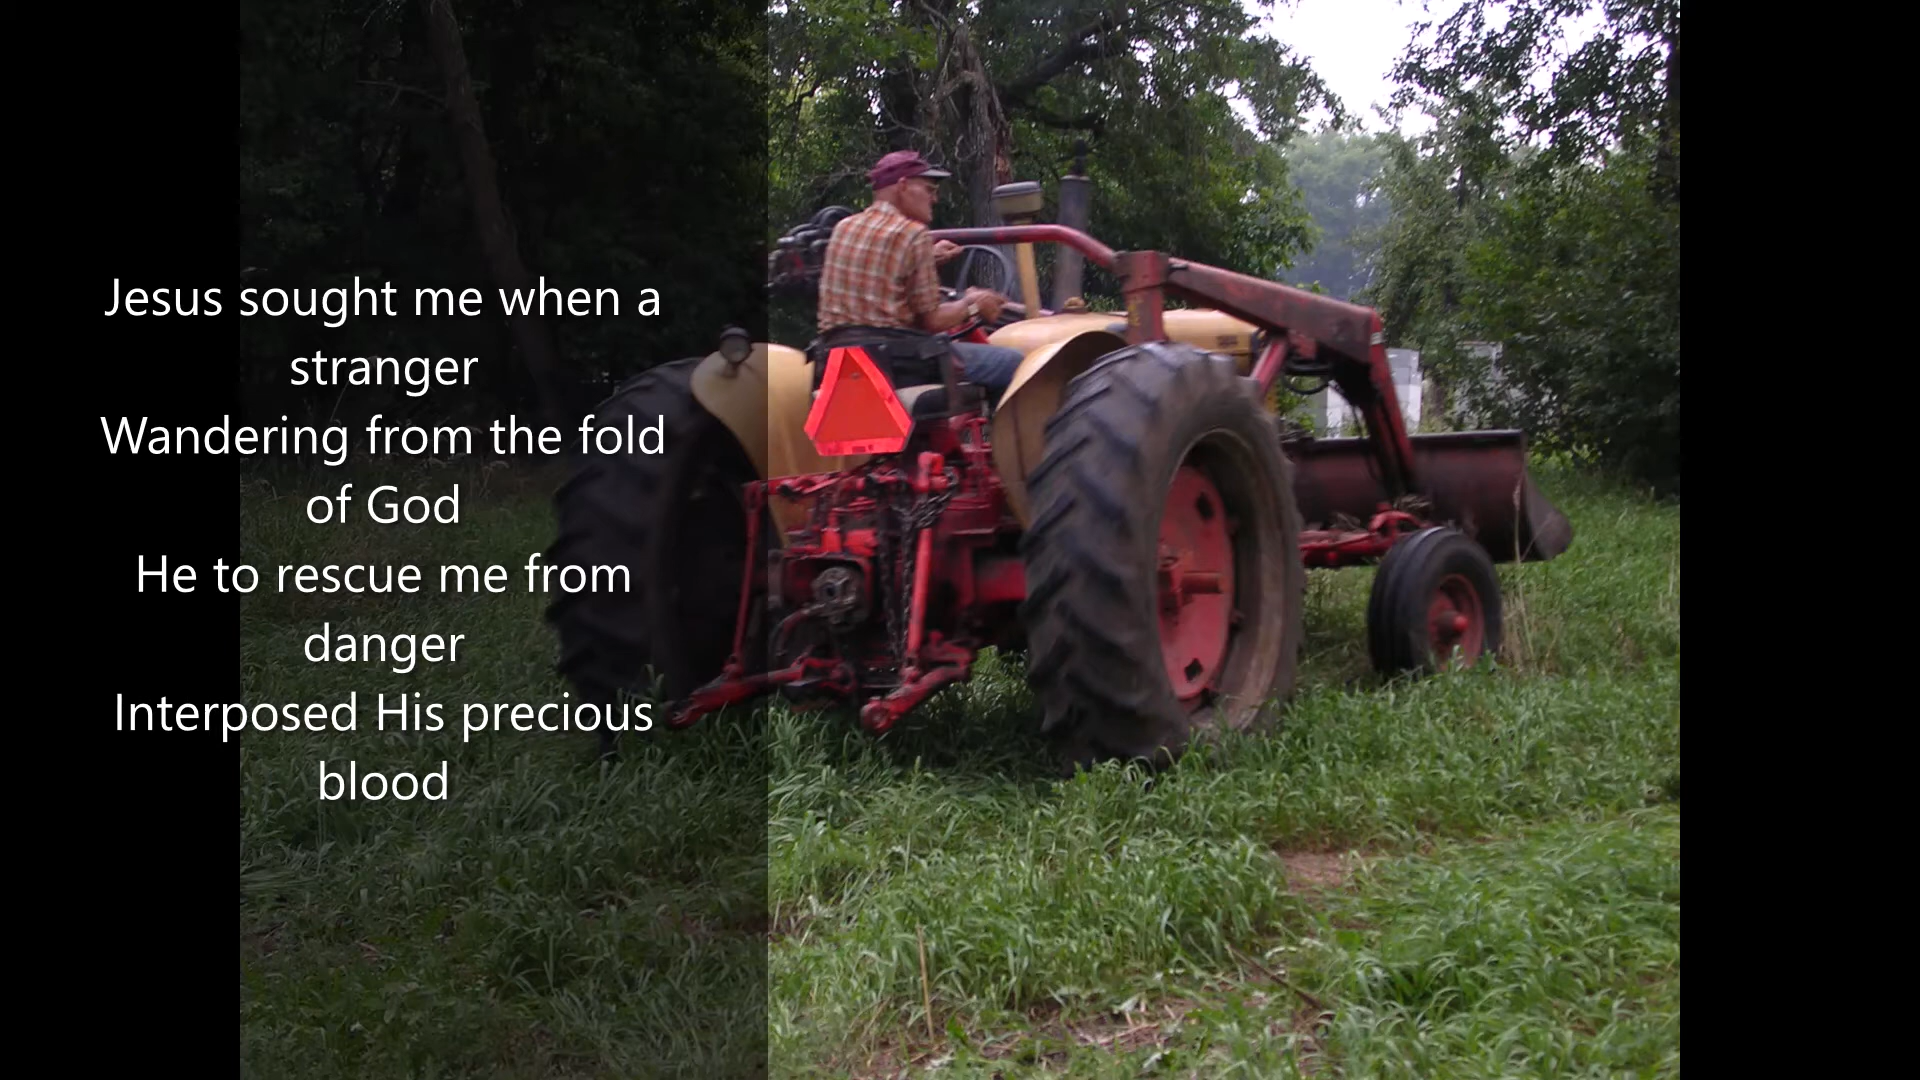 Jesus sought me when a
stranger
Wandering from the fold
of God
He to rescue me from
danger
Interposed His precious
blood